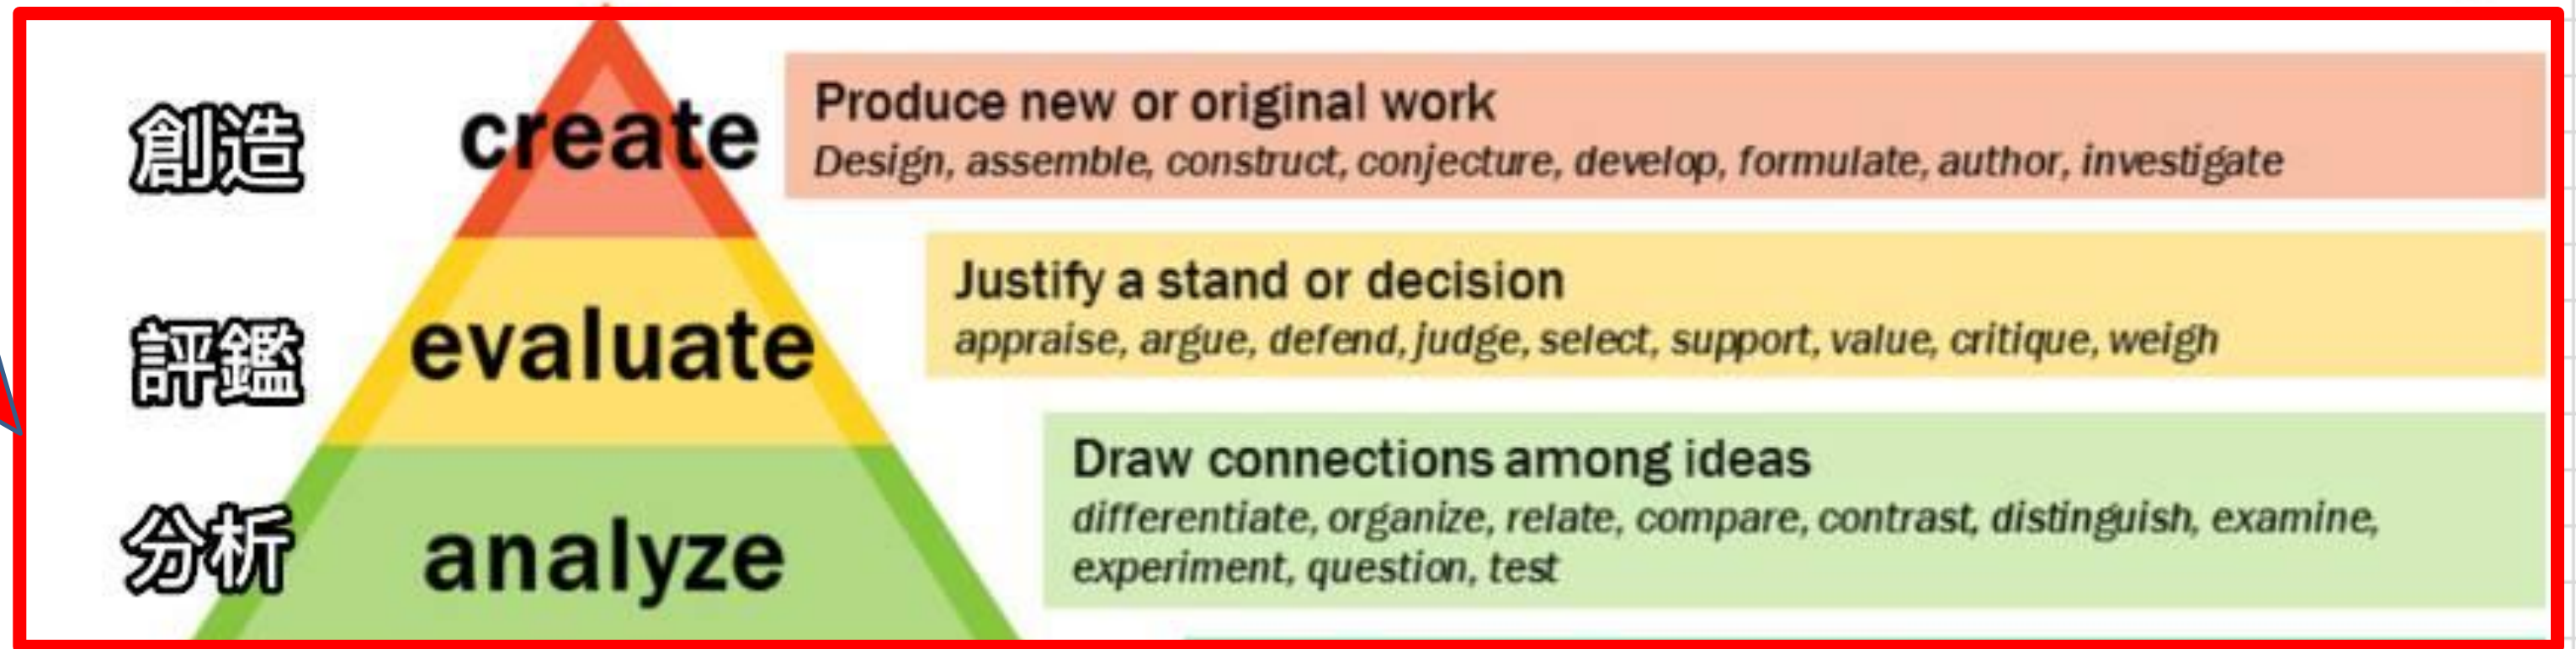 創造
create
Produce new or original work
Design, assemble, construct, conjecture, develop, formulate, author, investigate
評鑑
evaluate
Justify a stand or decision
appraise, argue, defend, judge, select, support, value, critique, weigh
分析
analyze
Draw connections among ideas
differentiate, organize, relate, compare, contrast, distinguish, examine,
experiment, question, test